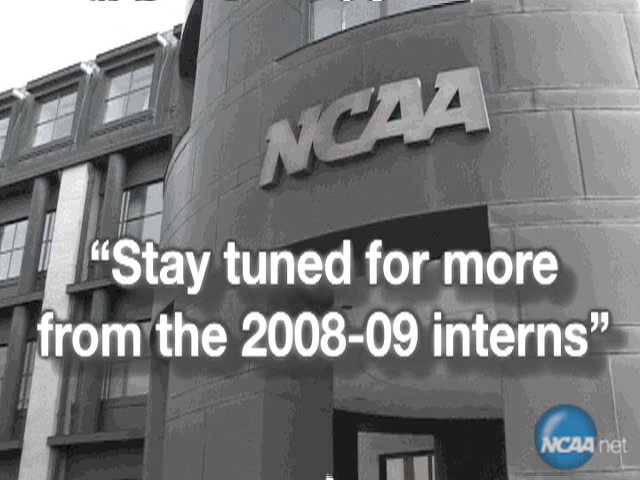 NCAA
“Stay tuned for more
from the 2008-09 interns”
NCAA net